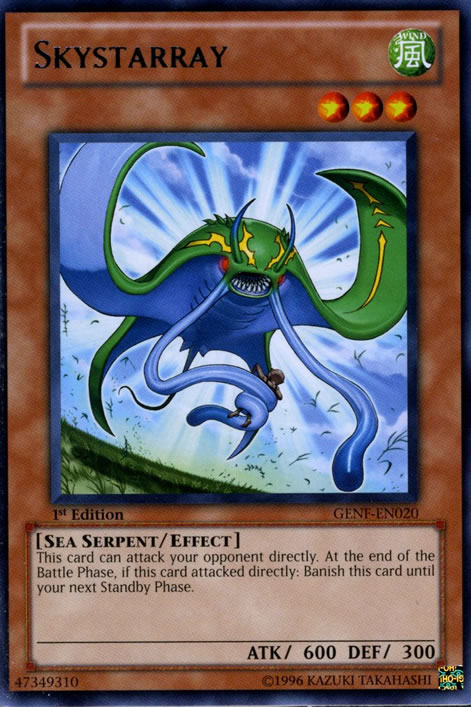 Skystarray
WIND
風
1st Edition
GENF-EN020
[Sea Serpent/Effect]
This card can attack your opponent directly. At the end of the
Battle Phase, if this card attacked directly: Banish this card until
your next Standby Phase.
ATK/ 600 DEF/ 300
47349310
©1996 KAZUKI TAKAHASHI